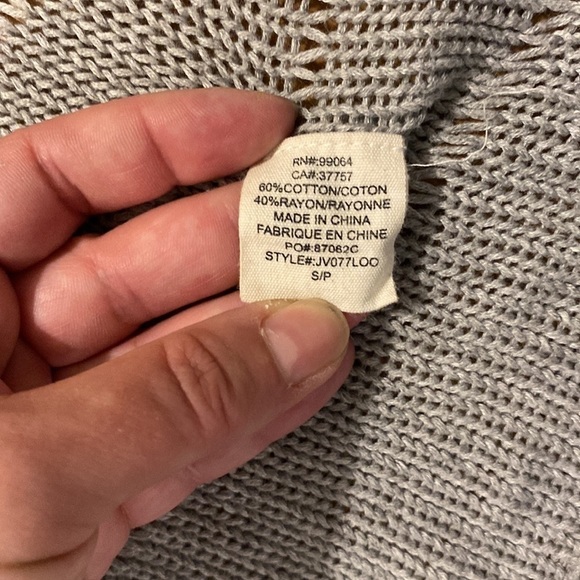 RN#:99064
CA#:37757
60%COTTON/COTON
40%RAYON/RAYONNE
MADE IN CHINA
FABRIQUE EN CHINE
PO#:87062C
STYLE#:JV077LOO
S/P